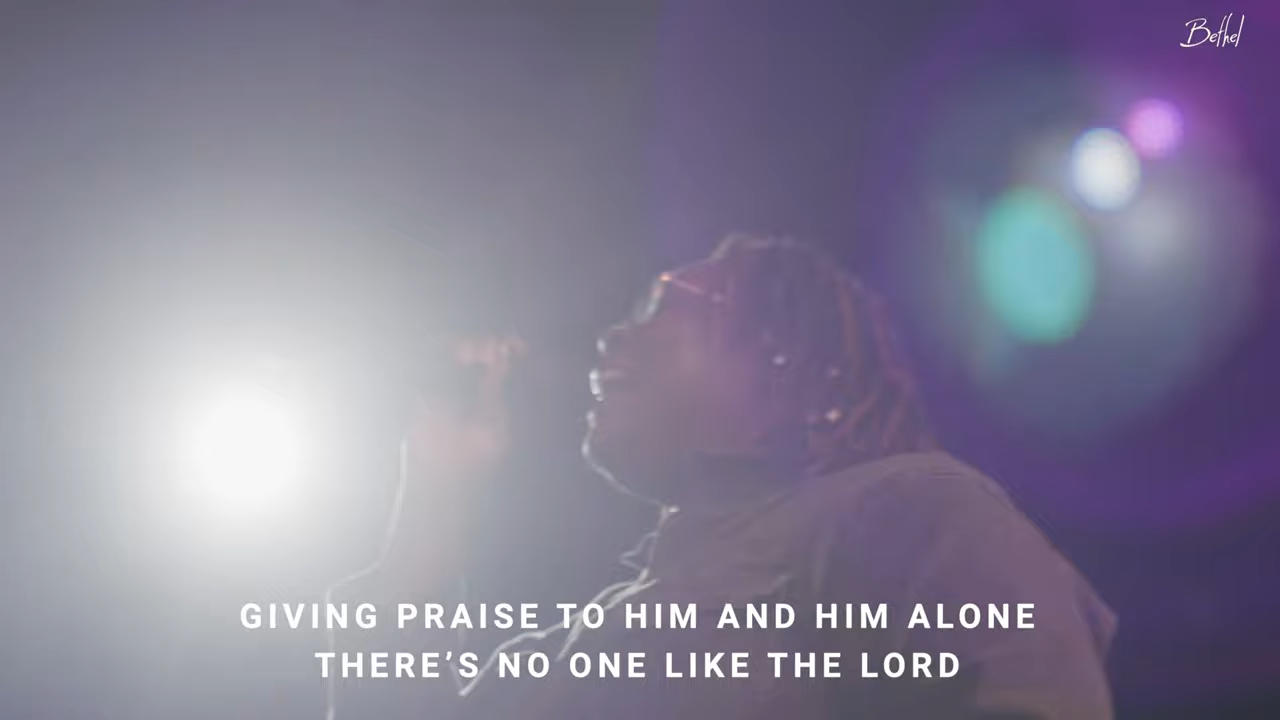 Bethel
GIVING PRAISE TO HIM AND HIM ALONE
THERE’S NO ONE LIKE THE LORD